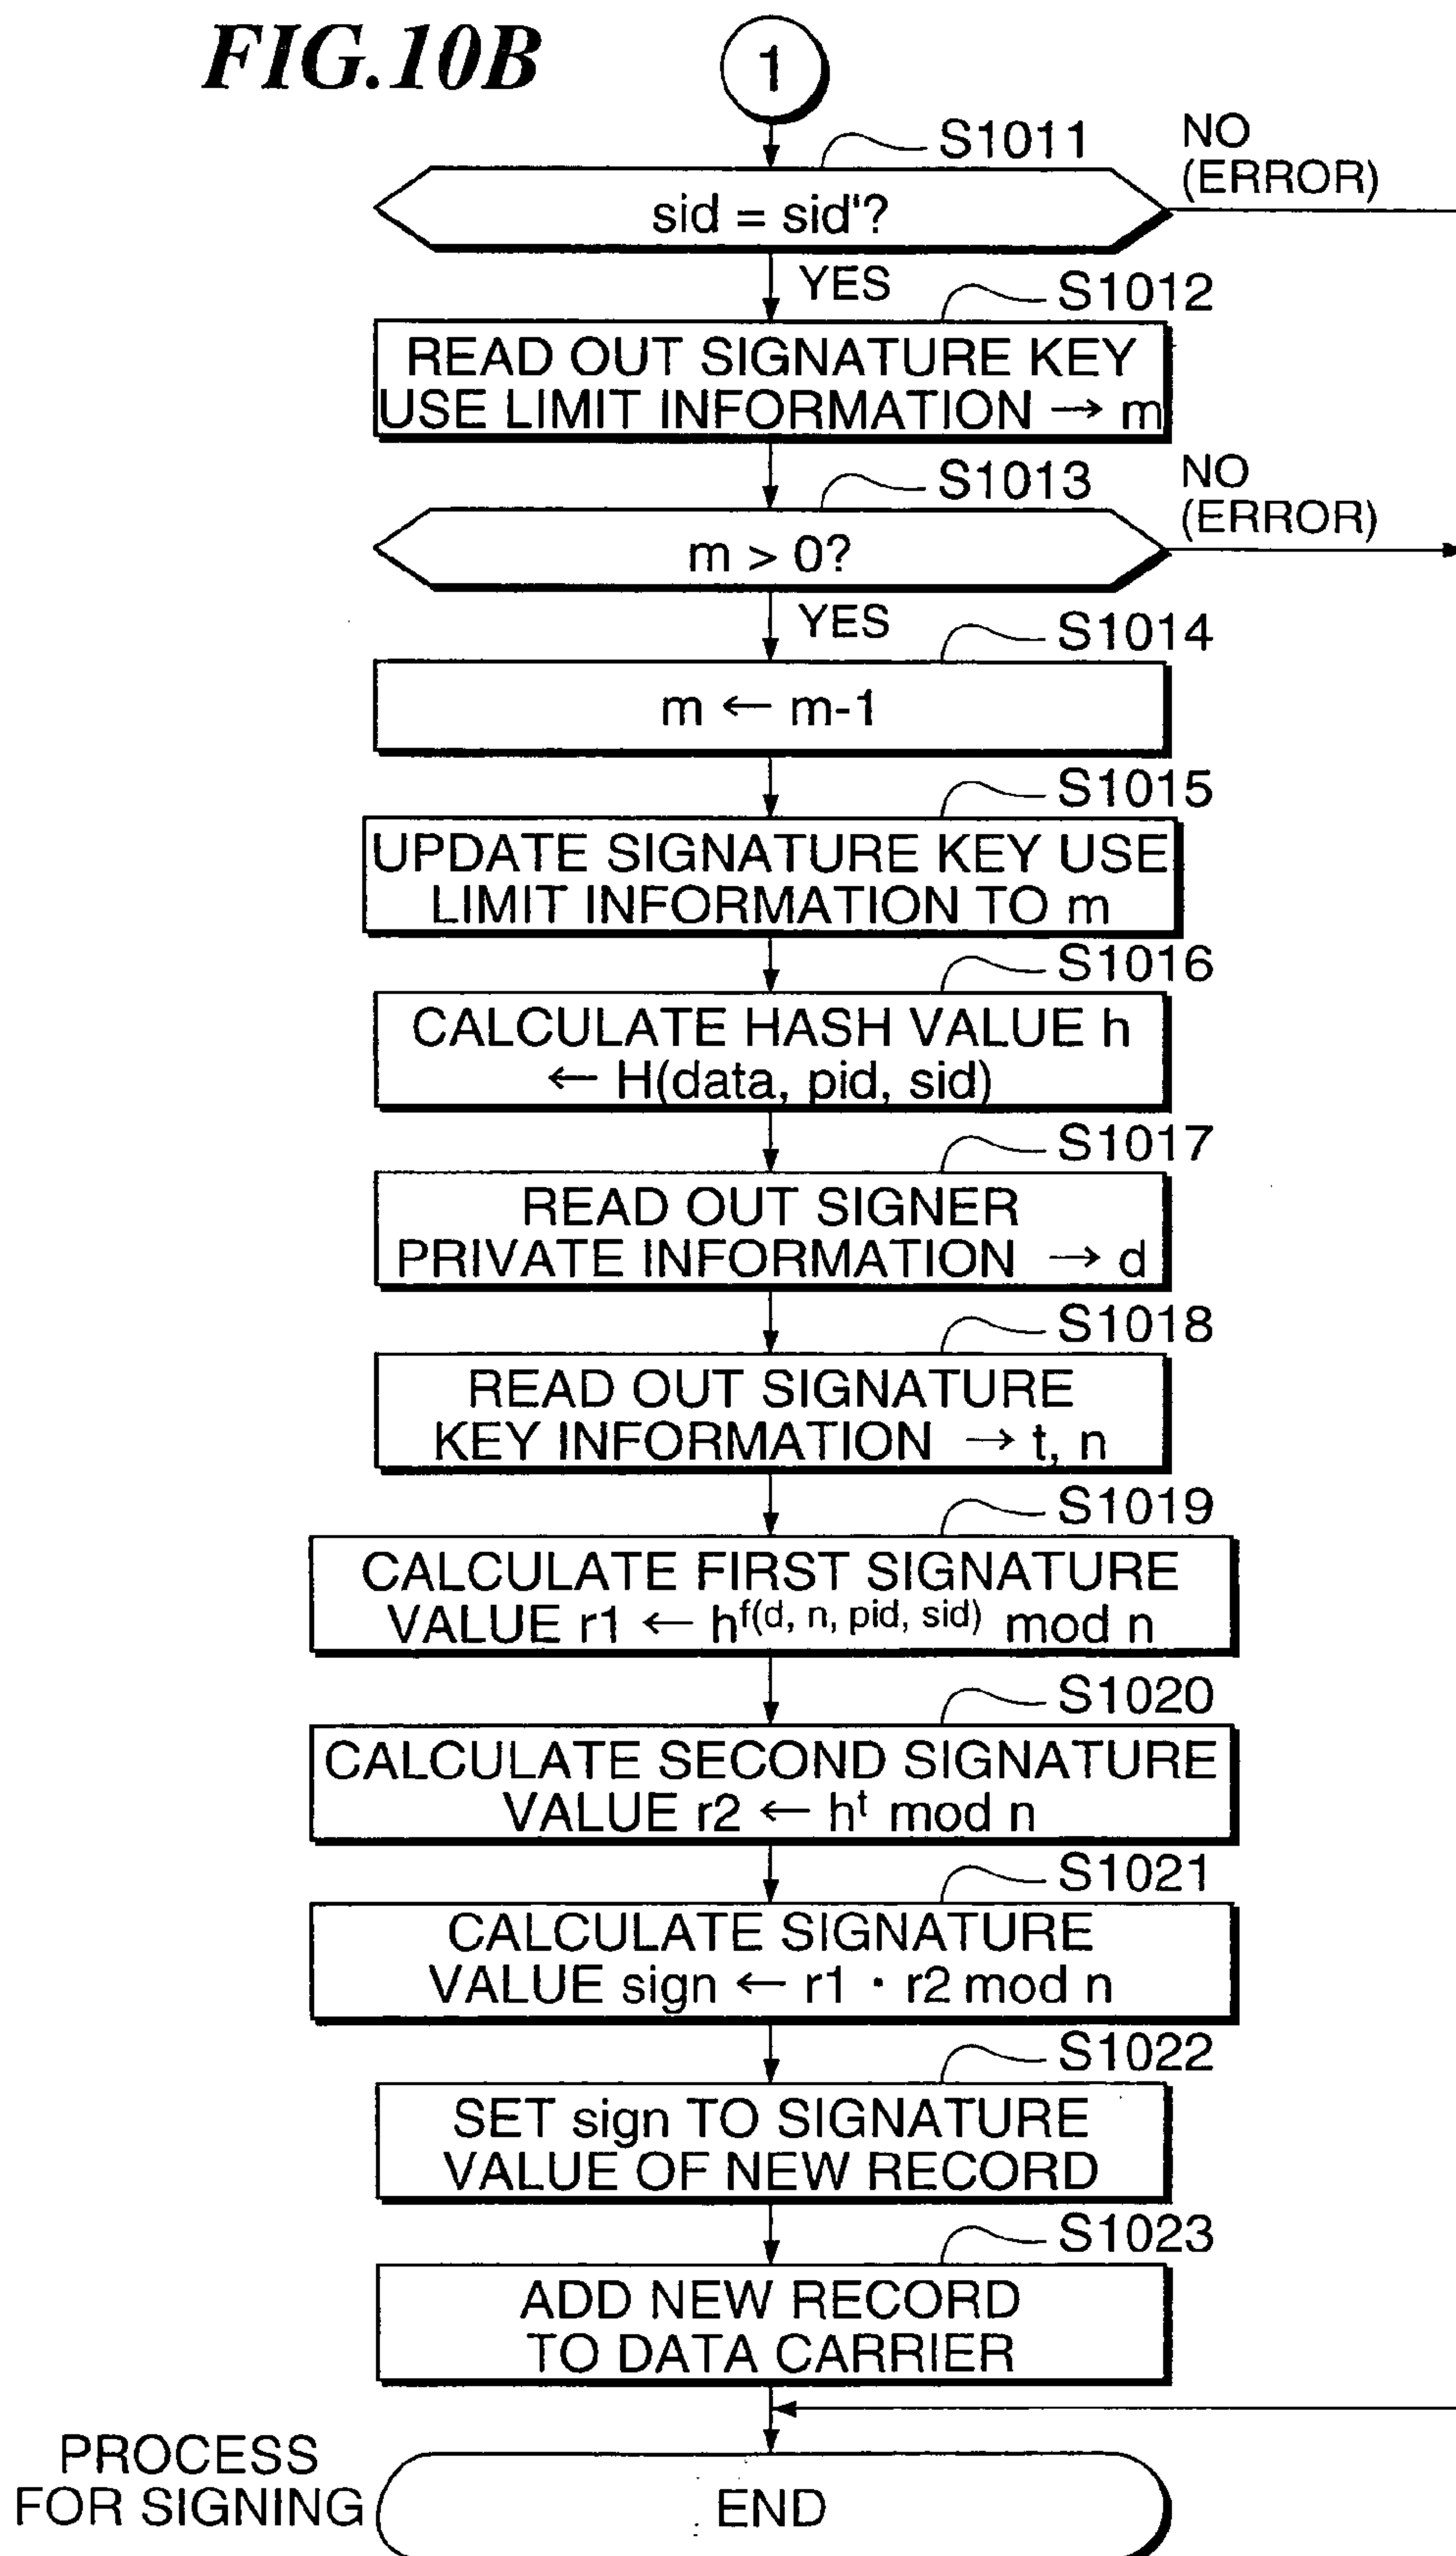 FIG.10B
1
S1011
NO
(ERROR)
sid = sid'?
YES
S1012
READ OUT SIGNATURE KEY
USE LIMIT INFORMATION → m
S1013
NO
(ERROR)
m > 0?
YES
S1014
m ← m-1
S1015
UPDATE SIGNATURE KEY USE
LIMIT INFORMATION TO m
S1016
CALCULATE HASH VALUE h
← H(data, pid, sid)
S1017
READ OUT SIGNER
PRIVATE INFORMATION → d
S1018
READ OUT SIGNATURE
KEY INFORMATION → t, n
S1019
CALCULATE FIRST SIGNATURE
VALUE r1 ← h^f(d, n, pid, sid) mod n
S1020
CALCULATE SECOND SIGNATURE
VALUE r2 ← h^t mod n
S1021
CALCULATE SIGNATURE
VALUE sign ← r1 · r2 mod n
S1022
SET sign TO SIGNATURE
VALUE OF NEW RECORD
S1023
ADD NEW RECORD
TO DATA CARRIER
PROCESS
FOR SIGNING
END